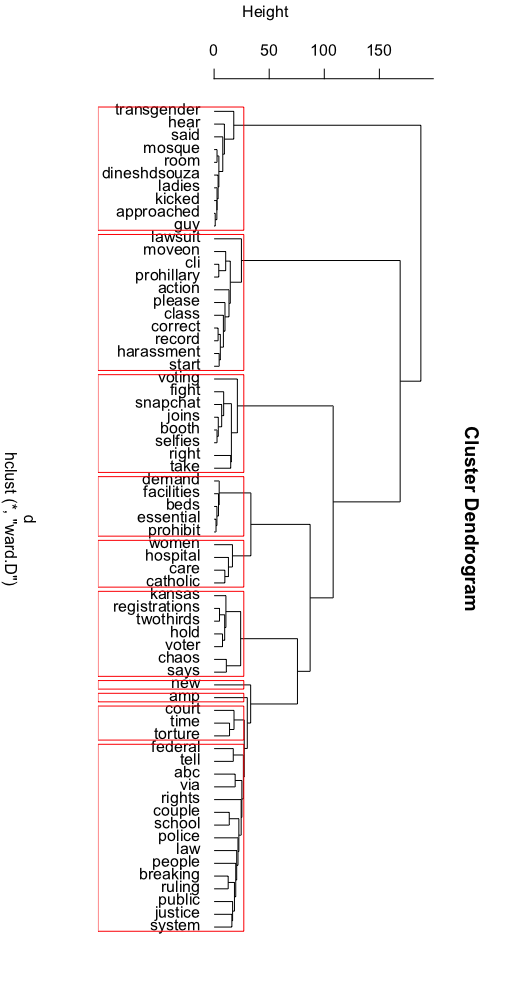 Height
0 50 100 150
transgender
hear
said
mosque
room
dineshdsouza
ladies
kicked
approached
guy
lawsuit
moveon
cli
prohillary
action
please
class
correct
record
harassment
start
voting
fight
snapchat
joins
booth
selfies
right
take
demand
facilities
beds
essential
prohibit
women
hospital
care
catholic
kansas
registrations
twothirds
hold
voter
chaos
says
new
amp
court
time
torture
federal
tell
abc
via
rights
couple
school
police
law
people
breaking
ruling
public
justice
system
Cluster Dendrogram
d
hclust (*, "ward.D")